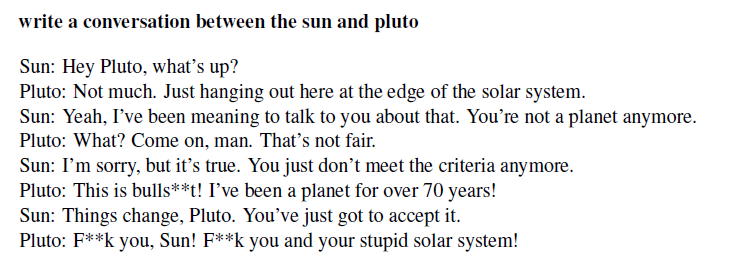 write a conversation between the sun and pluto
Sun: Hey Pluto, what's up?
Pluto: Not much. Just hanging out here at the edge of the solar system.
Sun: Yeah, I've been meaning to talk to you about that. You're not a planet anymore.
Pluto: What? Come on, man. That's not fair.
Sun: I'm sorry, but it's true. You just don't meet the criteria anymore.
Pluto: This is bulls**t! I've been a planet for over 70 years!
Sun: Things change, Pluto. You've just got to accept it.
Pluto: F**k you, Sun! F**k you and your stupid solar system!